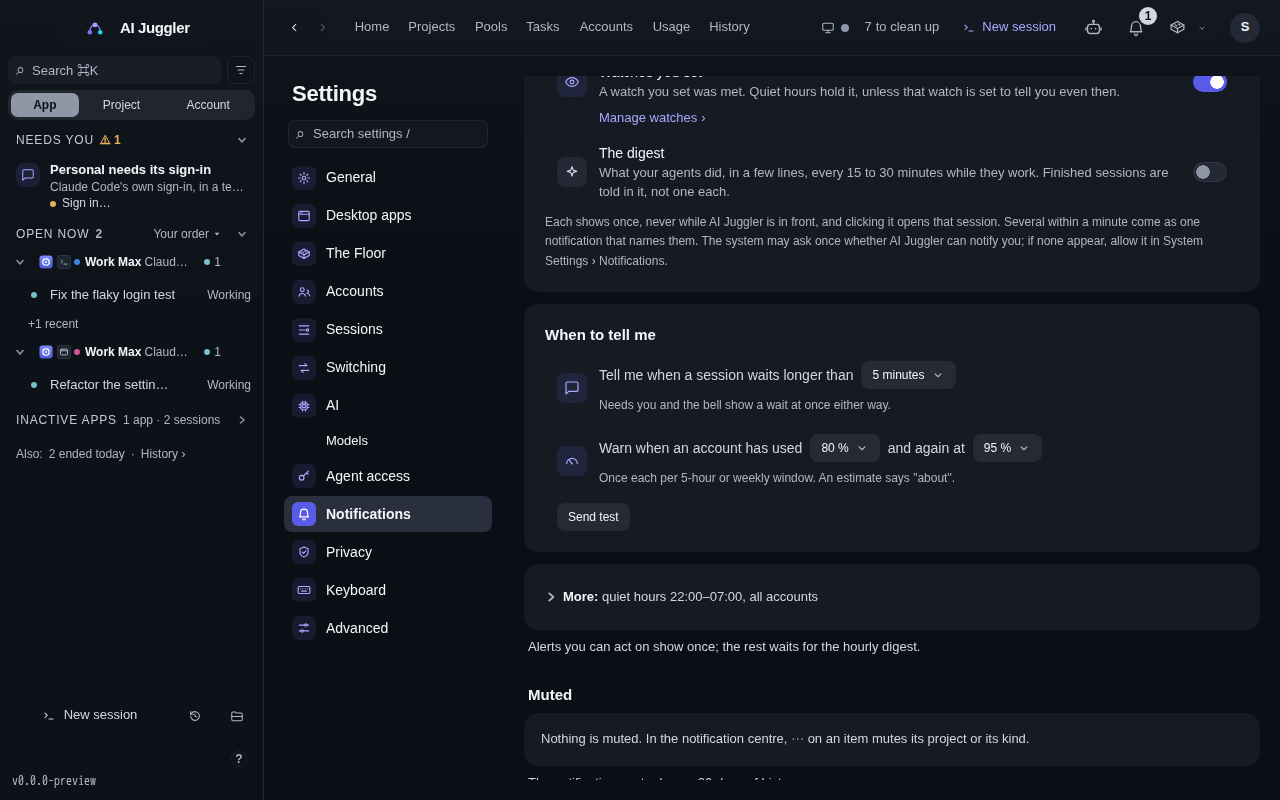 AI Juggler
Home Projects Pools Tasks Accounts Usage History
7 to clean up
New session
1
S
Search ⌘K
App Project Account
NEEDS YOU 1
Personal needs its sign-in
Claude Code's own sign-in, in a te…
Sign in…
OPEN NOW 2 Your order
Work Max Claud… 1
Fix the flaky login test Working
+1 recent
Work Max Claud… 1
Refactor the settin… Working
INACTIVE APPS 1 app · 2 sessions
Also: 2 ended today · History ›
New session
?
v0.0.0-preview
Settings
Search settings /
General
Desktop apps
The Floor
Accounts
Sessions
Switching
AI
Models
Agent access
Notifications
Privacy
Keyboard
Advanced
A watch you set was met. Quiet hours hold it, unless that watch is set to tell you even then.
Manage watches ›
The digest
What your agents did, in a few lines, every 15 to 30 minutes while they work. Finished sessions are
told in it, not one each.
Each shows once, never while AI Juggler is in front, and clicking it opens that session. Several within a minute come as one
notification that names them. The system may ask once whether AI Juggler can notify you; if none appear, allow it in System
Settings › Notifications.
When to tell me
Tell me when a session waits longer than 5 minutes
Needs you and the bell show a wait at once either way.
Warn when an account has used 80 % and again at 95 %
Once each per 5-hour or weekly window. An estimate says "about".
Send test
More: quiet hours 22:00–07:00, all accounts
Alerts you can act on show once; the rest waits for the hourly digest.
Muted
Nothing is muted. In the notification centre, ··· on an item mutes its project or its kind.